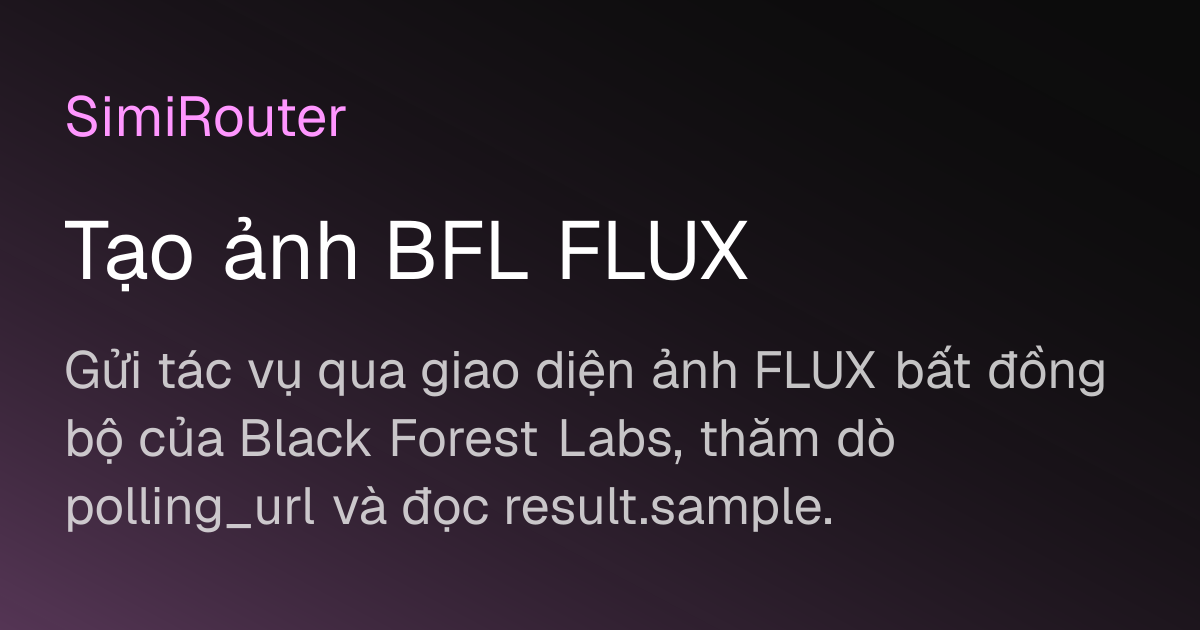 SimiRouter
Tạo ảnh BFL FLUX
Gửi tác vụ qua giao diện ảnh FLUX bất đồng
bộ của Black Forest Labs, thăm dò
polling_url và đọc result.sample.